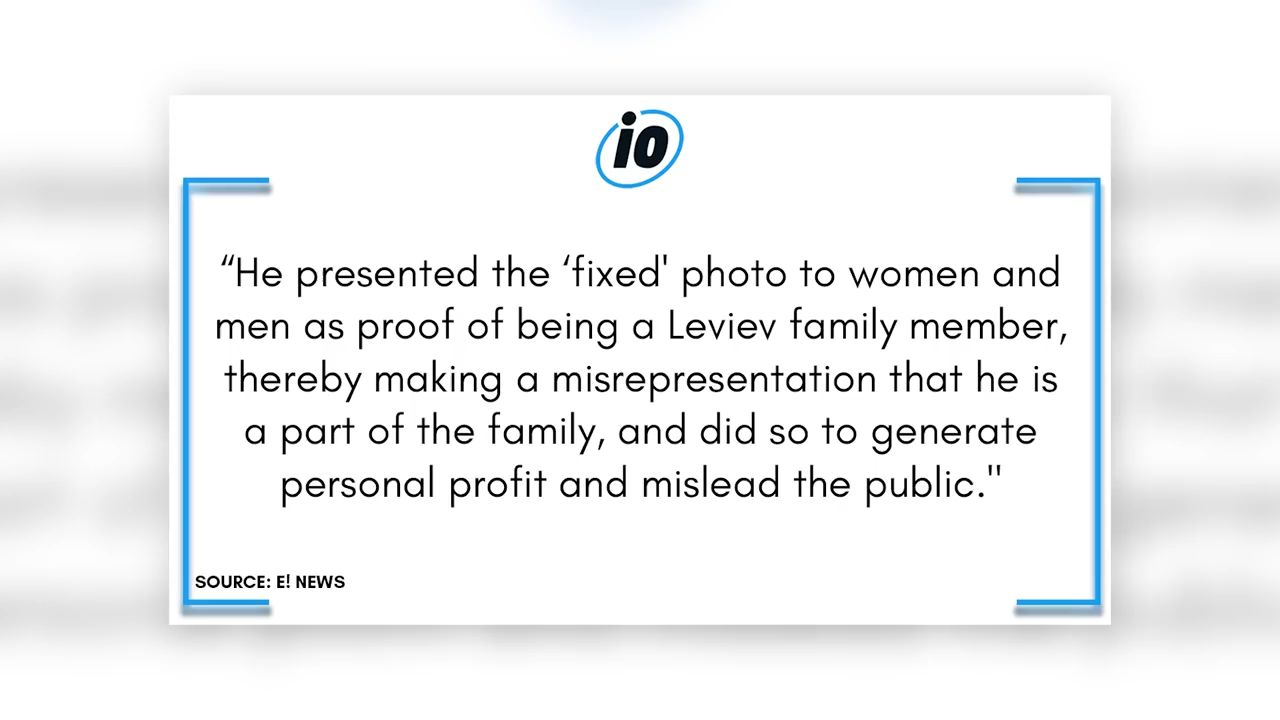 io
“He presented the ‘fixed' photo to women and
men as proof of being a Leviev family member,
thereby making a misrepresentation that he is
a part of the family, and did so to generate
personal profit and mislead the public."
SOURCE: E! NEWS